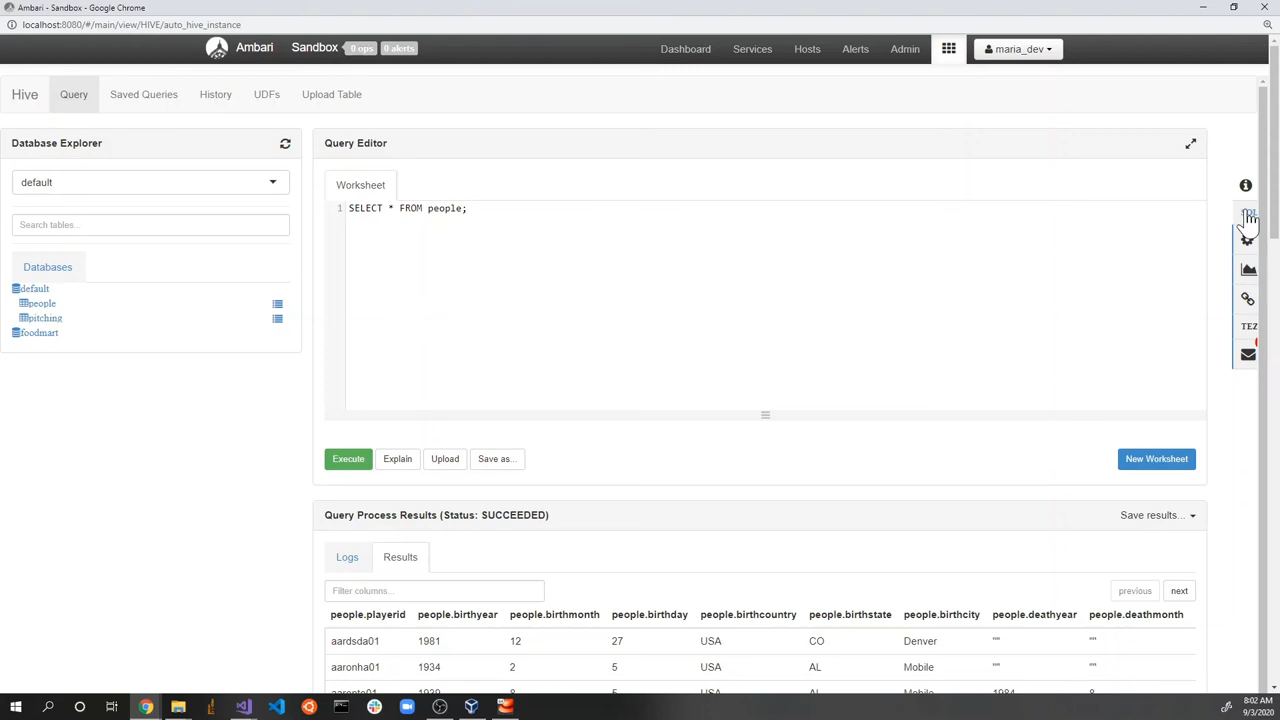 Ambari - Sandbox - Google Chrome
localhost:8080/#/main/view/HIVE/auto_hive_instance
Ambari Sandbox 0 ops 0 alerts Dashboard Services Hosts Alerts Admin maria_dev
Hive Query Saved Queries History UDFs Upload Table
Database Explorer
default
Search tables...
Databases
default
people
pitching
foodmart
Query Editor
Worksheet
1 SELECT * FROM people;
Execute Explain Upload Save as... New Worksheet
TEZ
Query Process Results (Status: SUCCEEDED) Save results...
Logs Results
Filter columns... previous next
people.playerid people.birthyear people.birthmonth people.birthday people.birthcountry people.birthstate people.birthcity people.deathyear people.deathmonth
aardsda01 1981 12 27 USA CO Denver "" ""
aaronha01 1934 2 5 USA AL Mobile "" ""
8:02 AM
9/3/2020